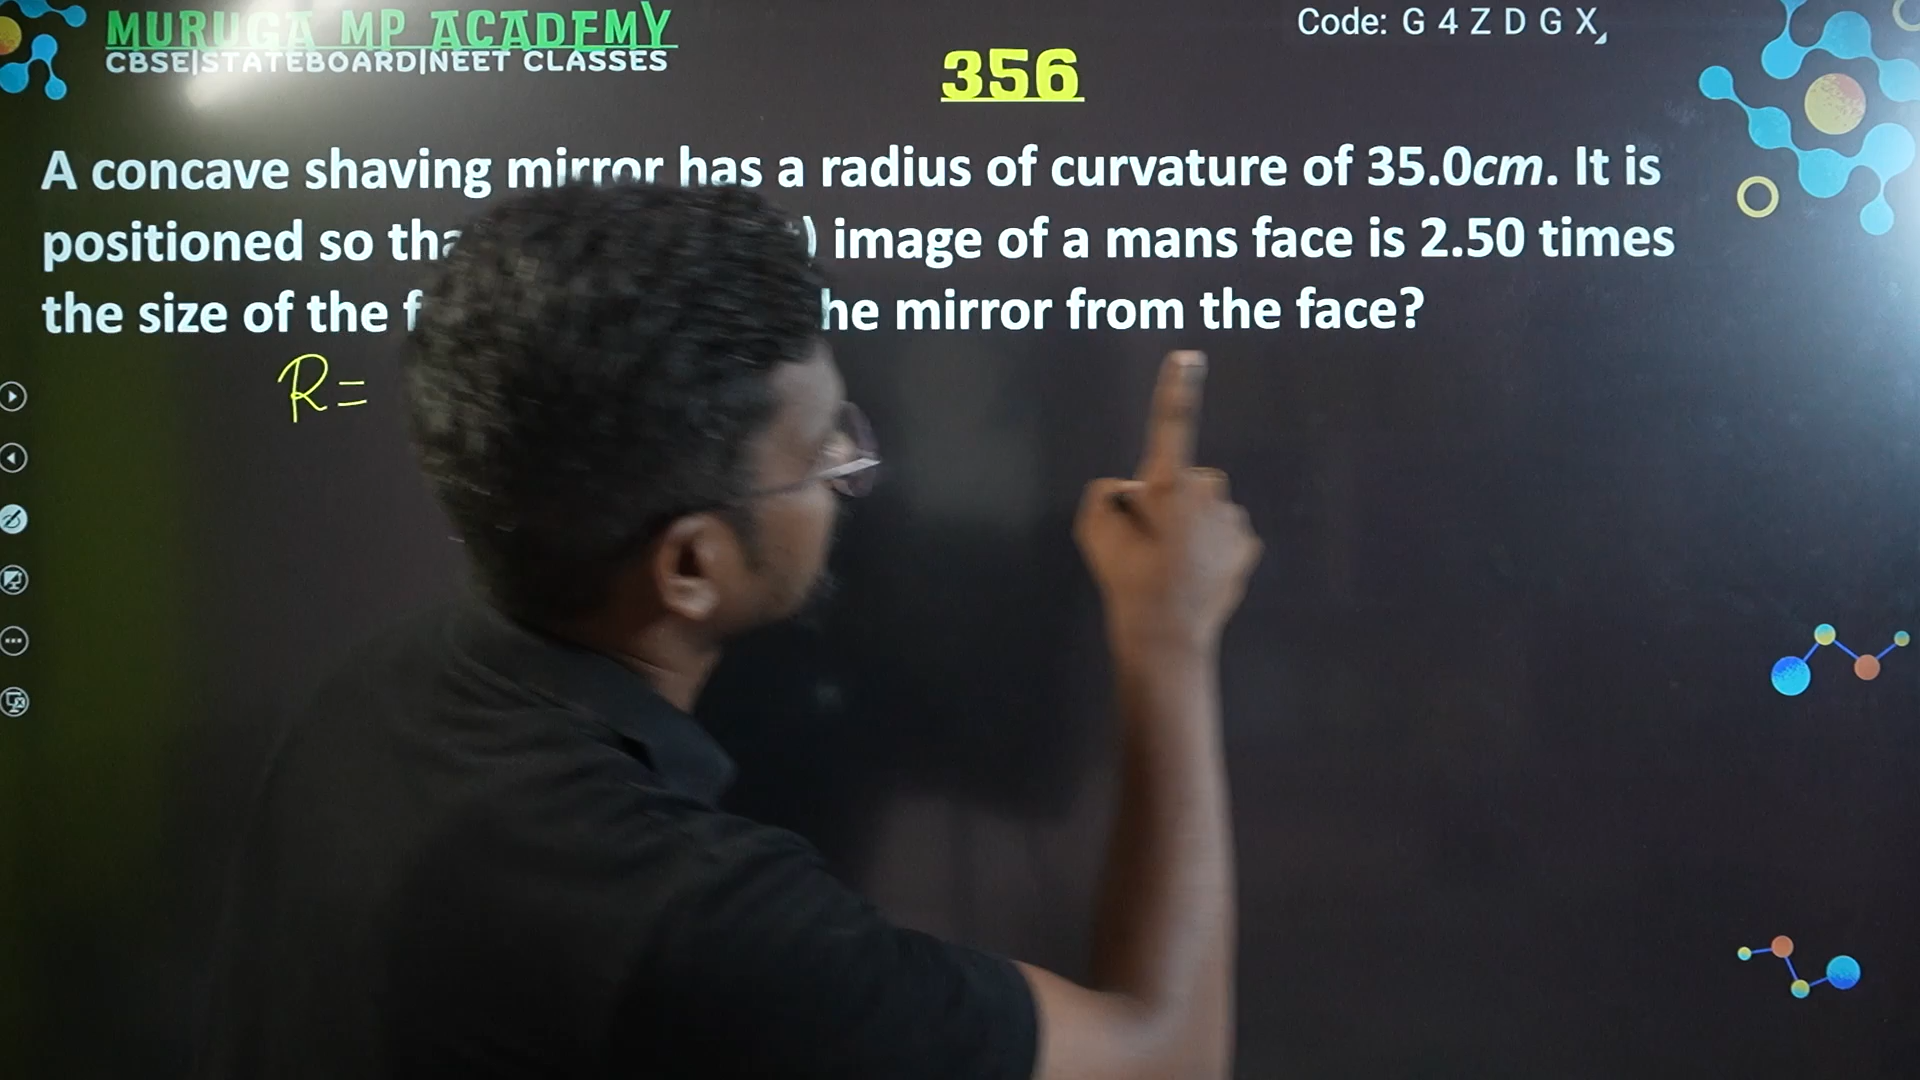 MURUGA MP ACADEMY
CBSE|STATEBOARD|NEET CLASSES
Code: G 4 Z D G X
356
A concave shaving mirror has a radius of curvature of 35.0cm. It is
positioned so ) image of a mans face is 2.50 times
the size of the mirror from the face?
R=